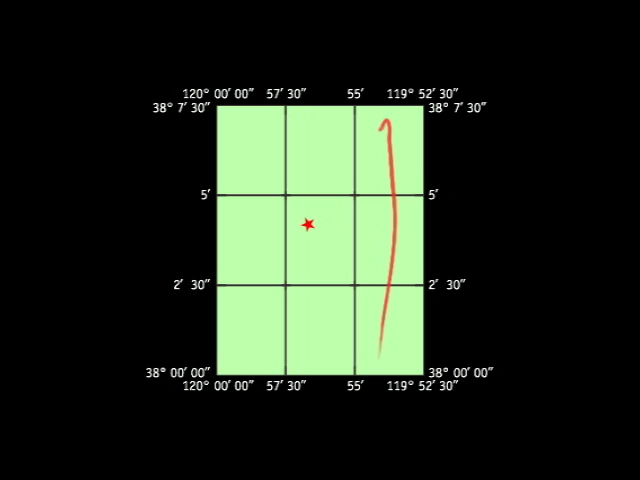 120° 00′ 00″ 57′ 30″ 55′ 119° 52′ 30″
38° 7′ 30″ 38° 7′ 30″
5′ 5′
2′ 30″ 2′ 30″
38° 00′ 00″ 38° 00′ 00″
120° 00′ 00″ 57′ 30″ 55′ 119° 52′ 30″